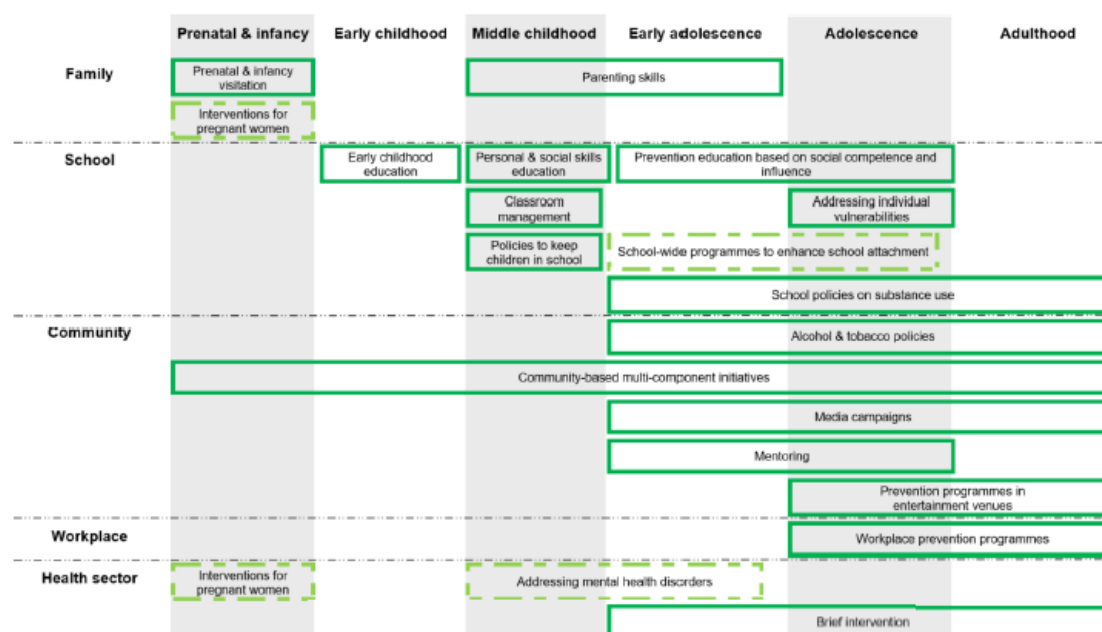 Prenatal & infancy Early childhood Middle childhood Early adolescence Adolescence Adulthood
Family
Prenatal & infancy
visitation
Parenting skills
Interventions for
pregnant women
School
Early childhood
education
Personal & social skills
education
Prevention education based on social competence and
influence
Classroom
management
Addressing individual
vulnerabilities
Policies to keep
children in school
School-wide programmes to enhance school attachment
School policies on substance use
Community
Alcohol & tobacco policies
Community-based multi-component initiatives
Media campaigns
Mentoring
Prevention programmes in
entertainment venues
Workplace
Workplace prevention programmes
Health sector
Interventions for
pregnant women
Addressing mental health disorders
Brief intervention